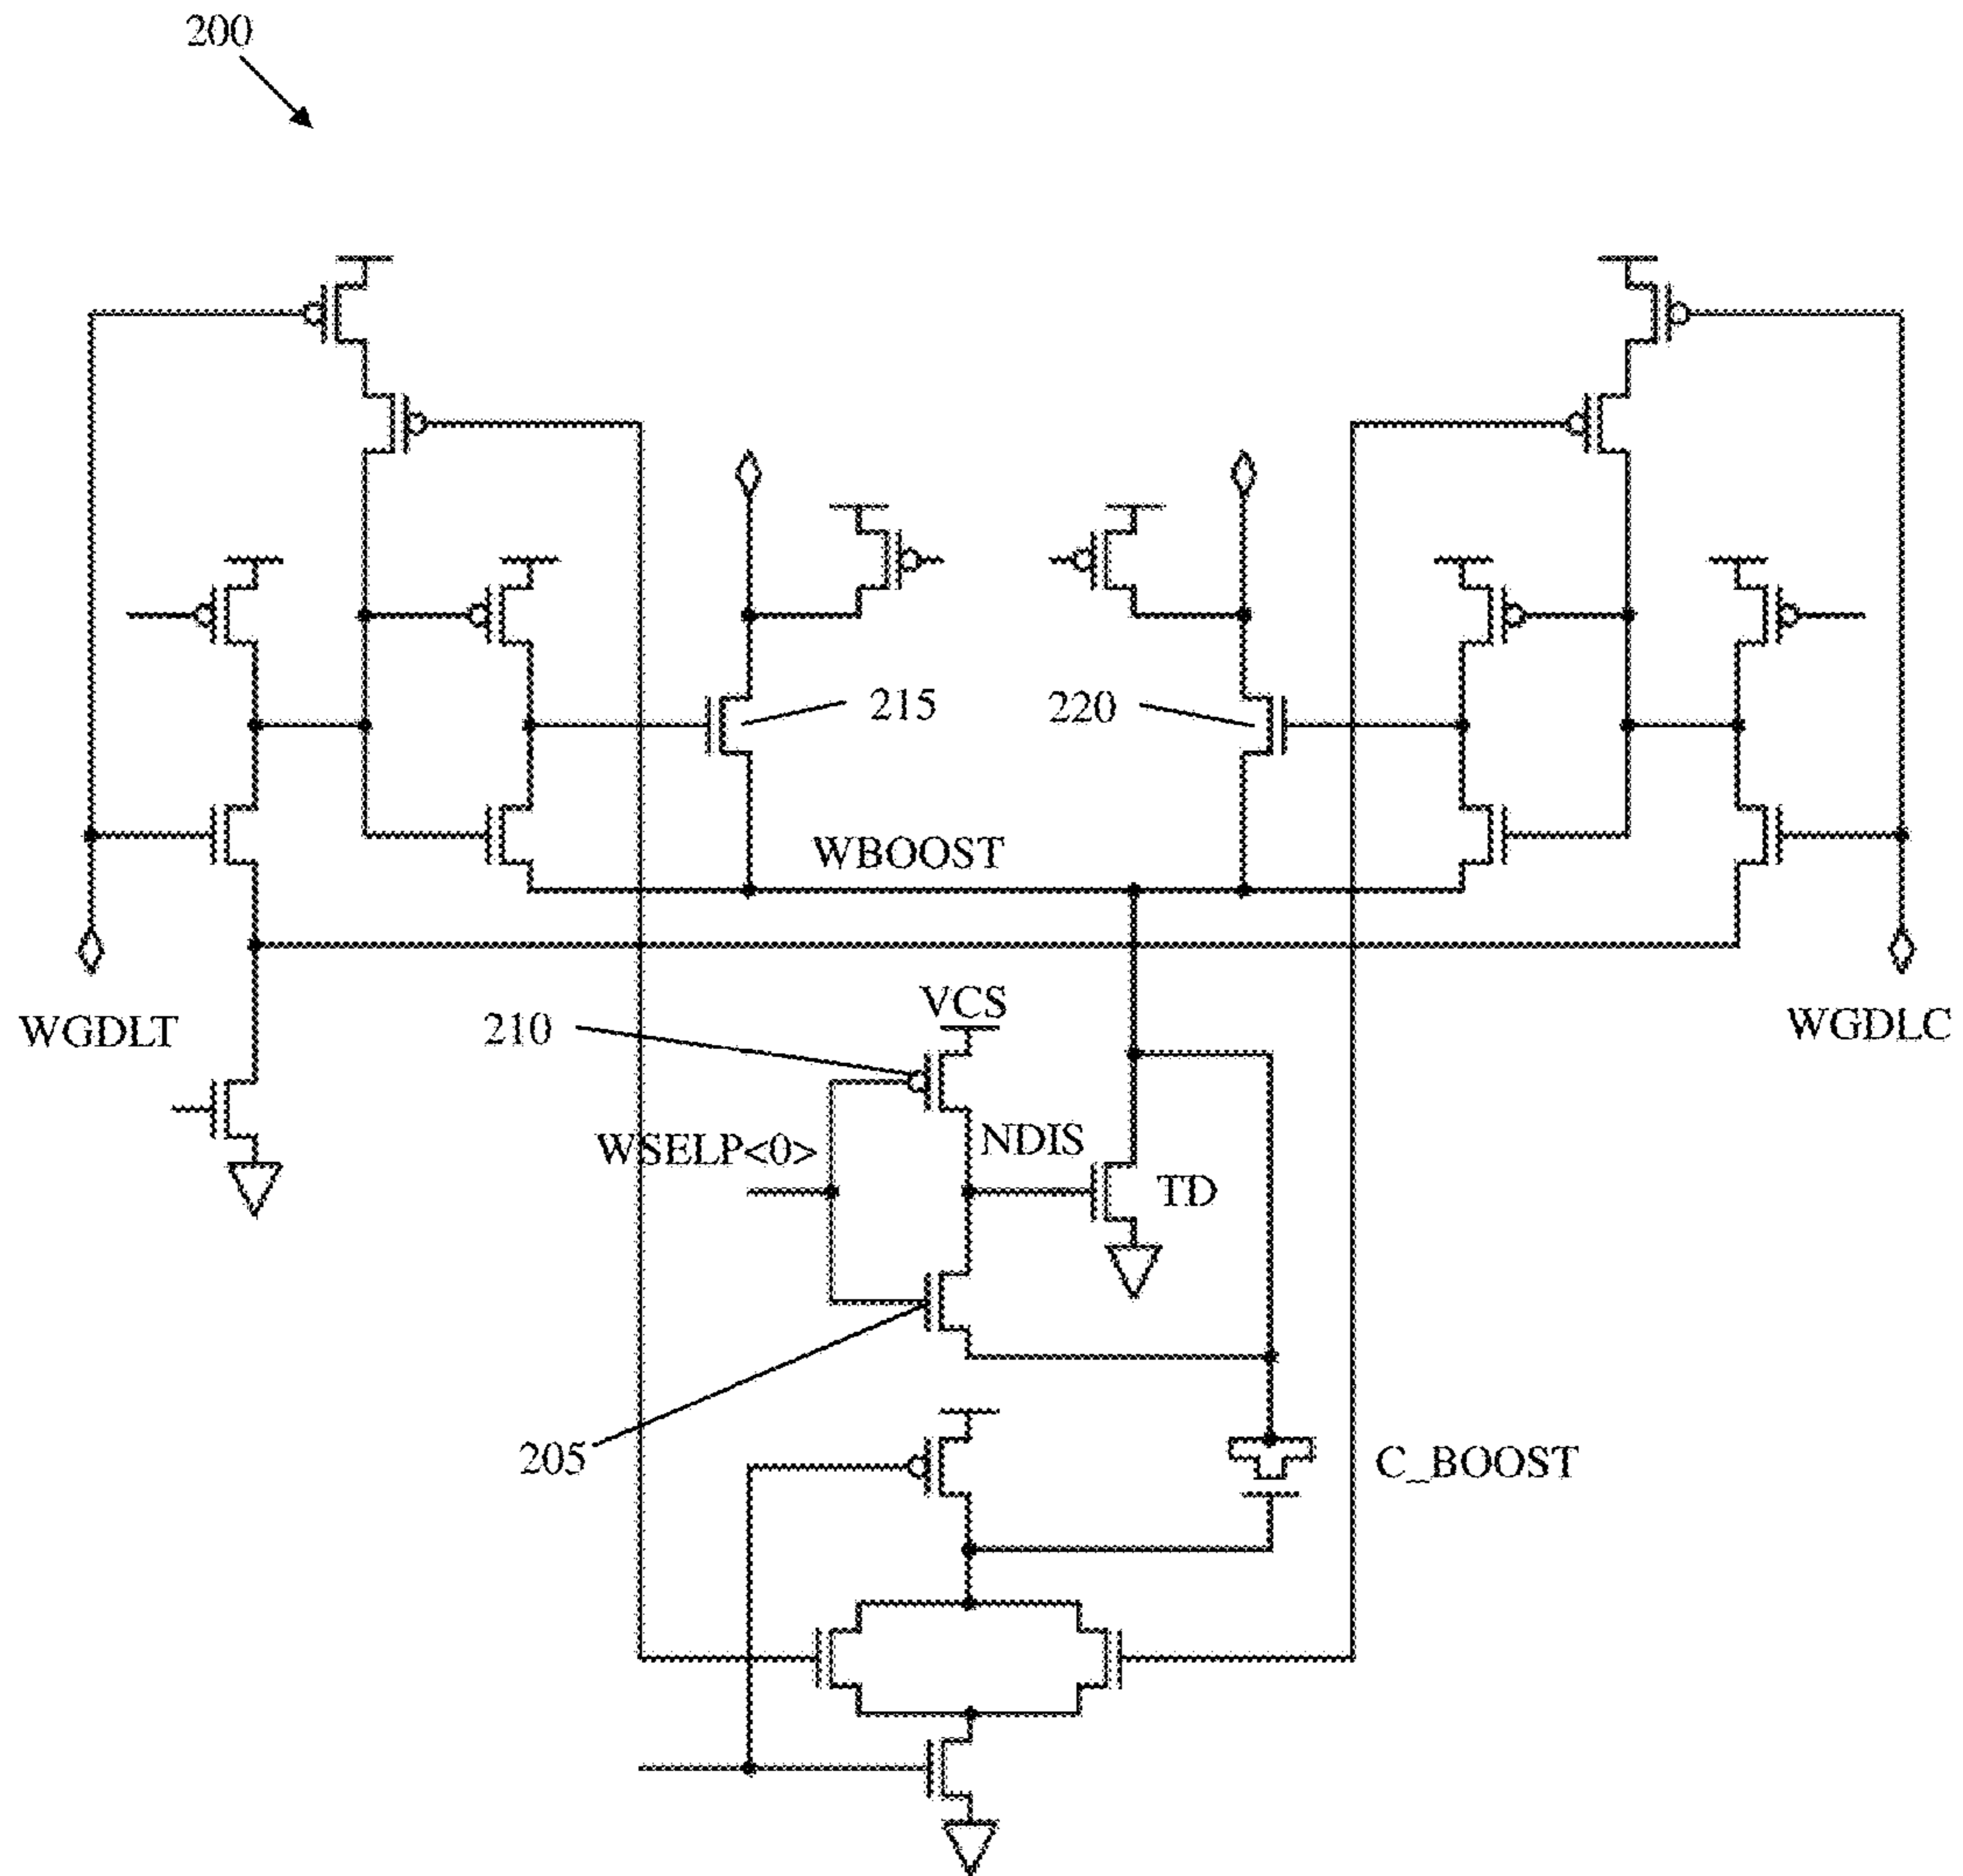 200
215
220
WBOOST
VCS
210
WGDLT
WGDLC
WSELP<0>
NDIS
TD
205
C_BOOST